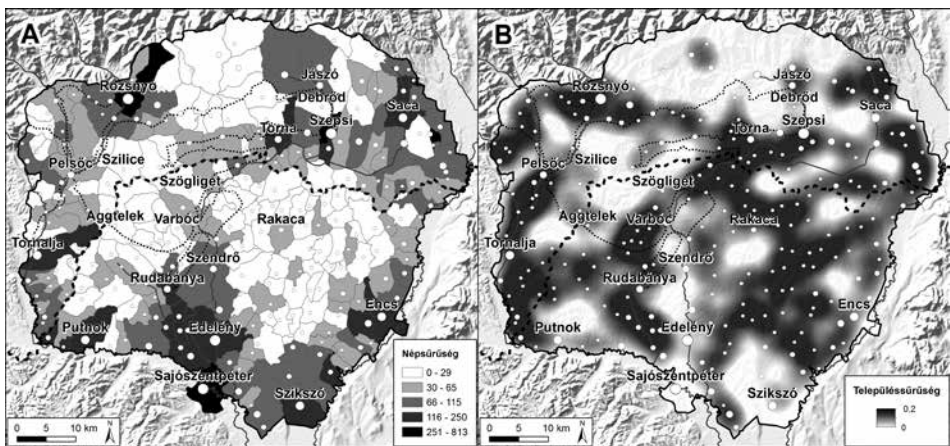 A
Rozsnyó
Jászó
Debrőd
Saca
Szepsi
Torna
Pelsőc
Szilice
Szögliget
Aggtelek
Varbóc
Rakaca
Tornalja
Szendrő
Rudabánya
Encs
Putnok
Edelény
Sajószentpéter
Szikszó
Népsűrűség
0 - 29
30 - 65
66 - 115
116 - 250
251 - 813
0 5 10 km
N
B
Rozsnyó
Jászó
Debrőd
Saca
Szepsi
Torna
Pelsőc
Szilice
Szögliget
Aggtelek
Varbóc
Rakaca
Tornalja
Szendrő
Rudabánya
Encs
Putnok
Edelény
Sajószentpéter
Szikszó
Településsűrűség
0,2
0
0 5 10 km
N